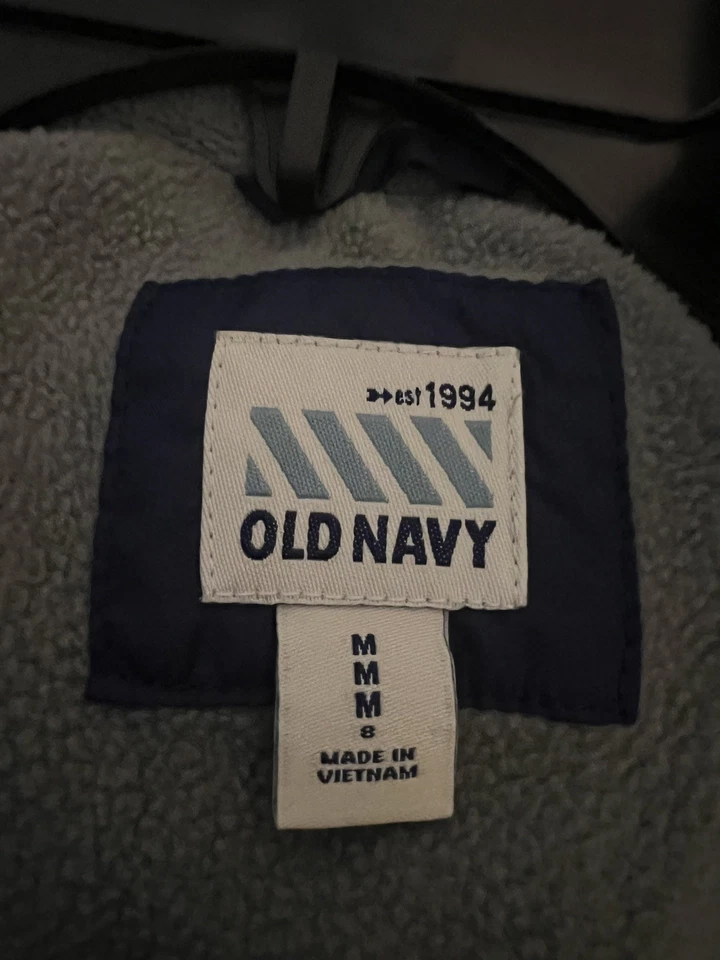 est 1994
OLD NAVY
M
M
M
8
MADE IN
VIETNAM